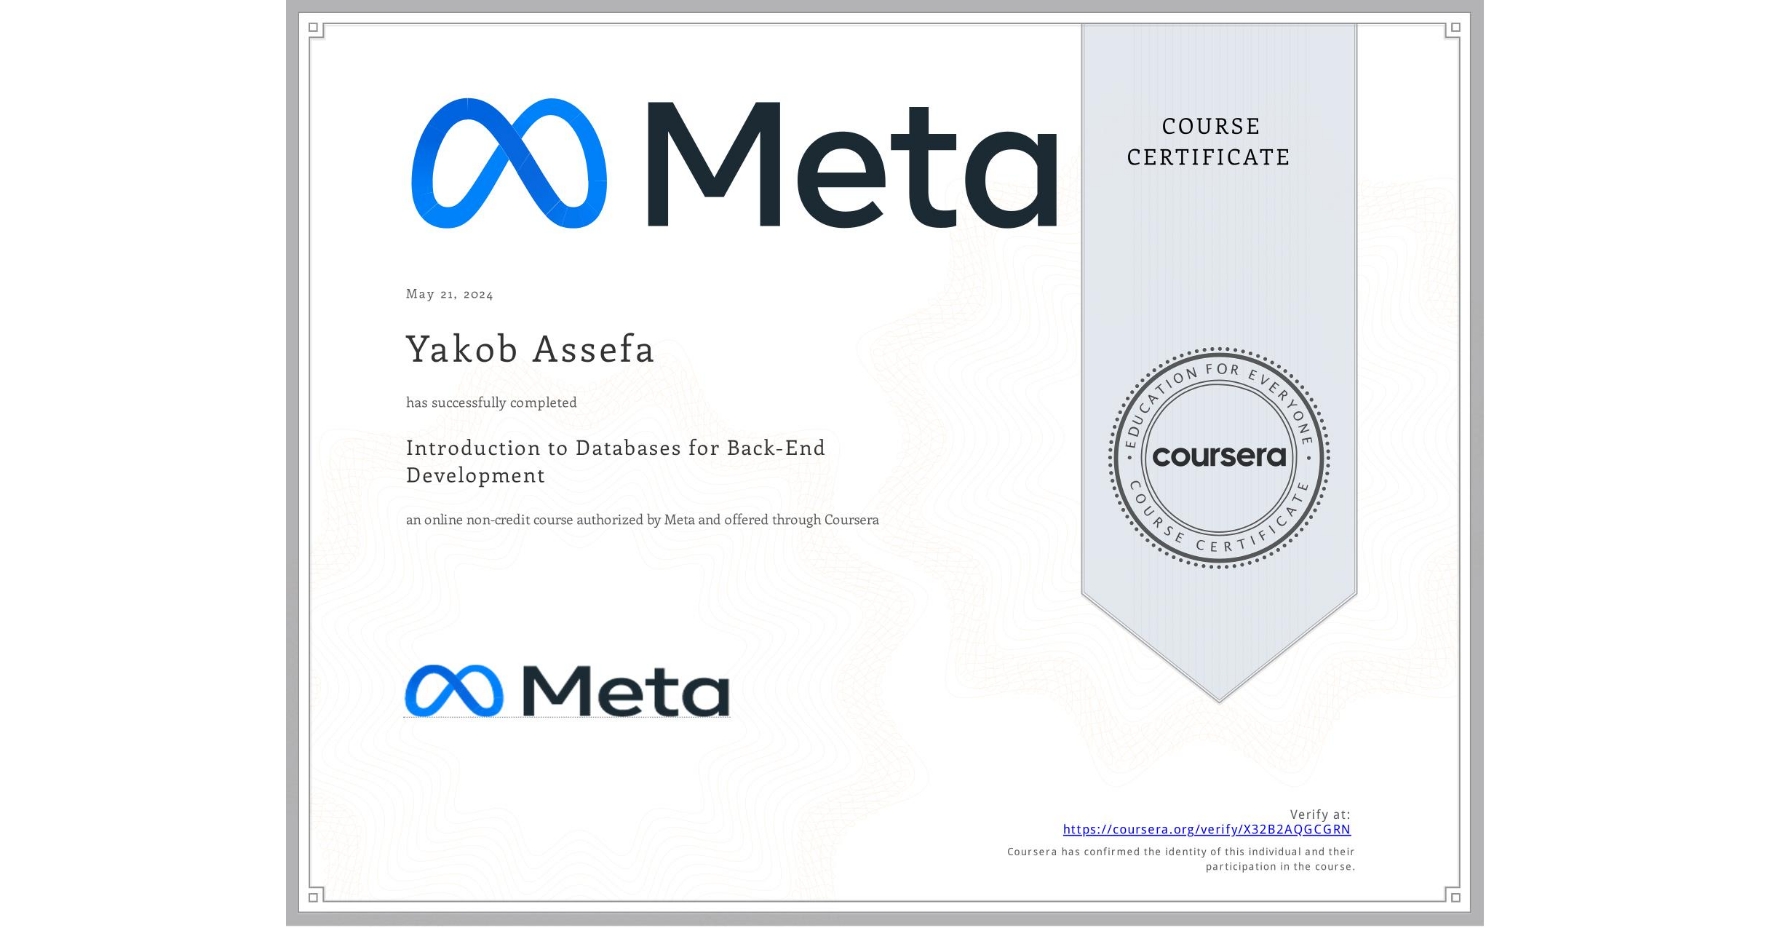 Meta
COURSE
CERTIFICATE
May 21, 2024
Yakob Assefa
has successfully completed
Introduction to Databases for Back-End
Development
an online non-credit course authorized by Meta and offered through Coursera
EDUCATION FOR EVERYONE
coursera
COURSE CERTIFICATE
Meta
Verify at:
https://coursera.org/verify/X32B2AQGCGRN
Coursera has confirmed the identity of this individual and their
participation in the course.